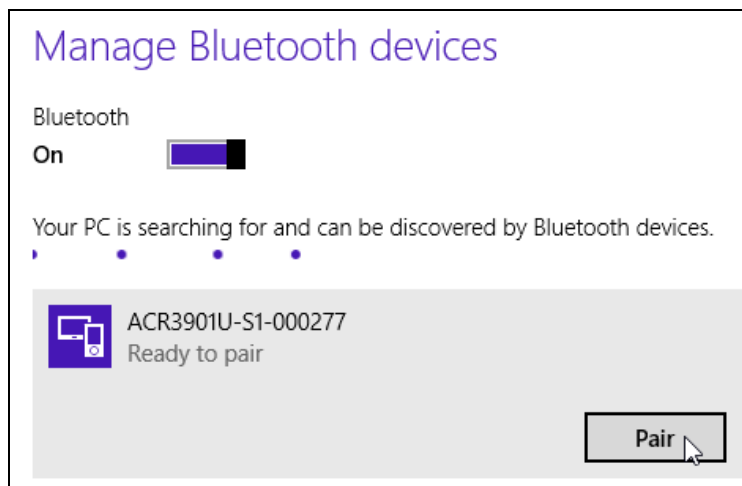 Manage Bluetooth devices
Bluetooth
On
Your PC is searching for and can be discovered by Bluetooth devices.
ACR3901U-S1-000277
Ready to pair
Pair